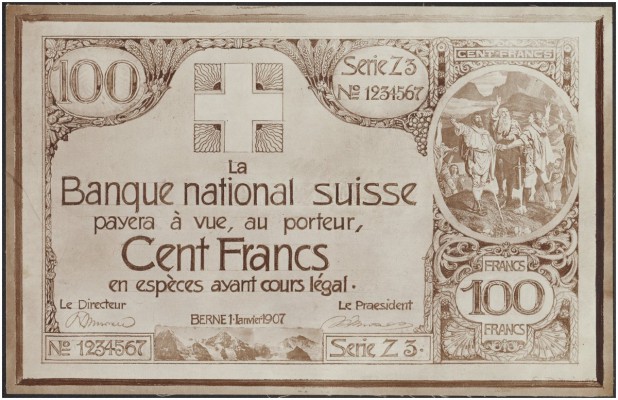 100
Serie Z3
No 1234567
CENT-FRANCS
La
Banque national suisse
payera à vue, au porteur,
Cent Francs
en espèces ayant cours légal.
Le Directeur
Le Praesident
BERNE 1·Janvier 1907
No 1234567
Serie Z 3.
FRANCS
100
FRANCS